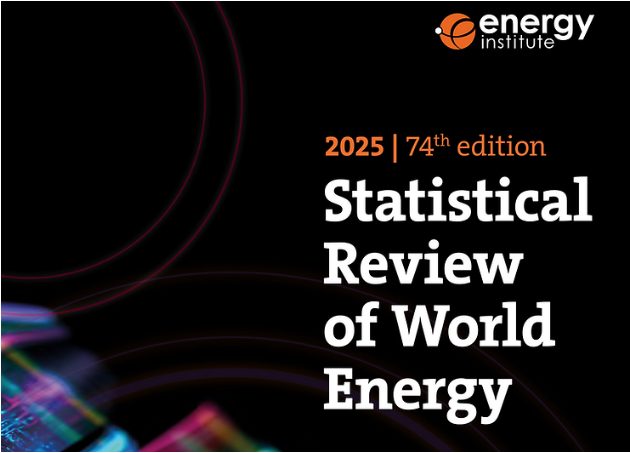 energy
institute
2025 | 74th edition
Statistical
Review
of World
Energy